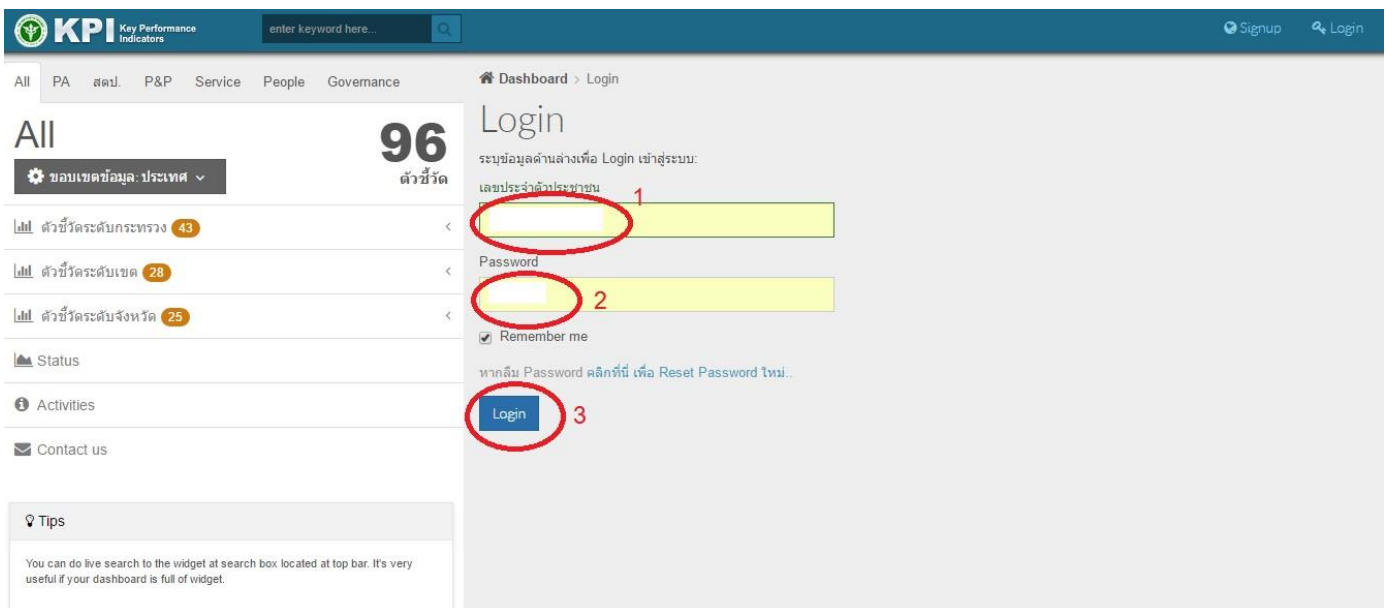 KPI Key Performance Indicators
enter keyword here...
Signup
Login
All PA สตป. P&P Service People Governance
All
96
ขอบเขตข้อมูล: ประเทศ
ตัวชี้วัด
ตัวชี้วัดระดับกระทรวง 43
ตัวชี้วัดระดับเขต 28
ตัวชี้วัดระดับจังหวัด 25
Status
Activities
Contact us
Tips
You can do live search to the widget at search box located at top bar. It's very
useful if your dashboard is full of widget.
Dashboard > Login
Login
ระบุข้อมูลด้านล่างเพื่อ Login เข้าสู่ระบบ:
เลขประจำตัวประชาชน
1
Password
2
Remember me
หากลืม Password คลิกที่นี่ เพื่อ Reset Password ใหม่..
Login
3